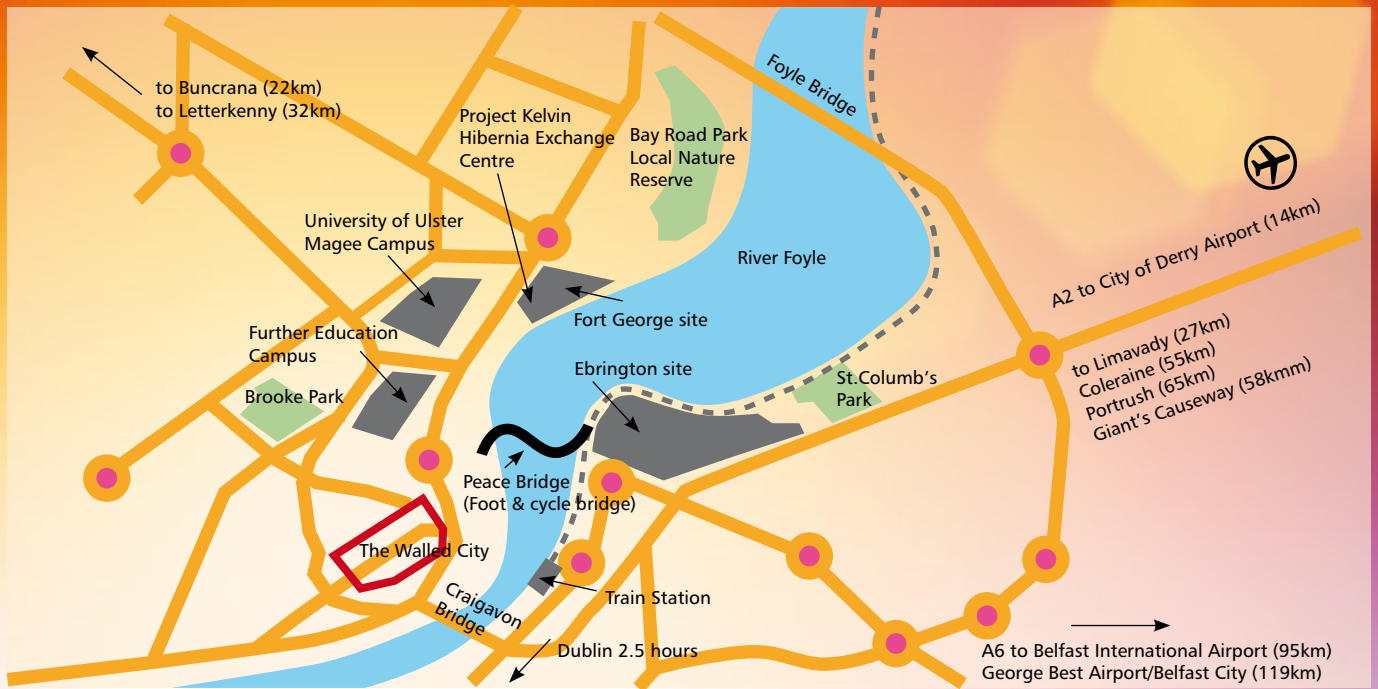 to Buncrana (22km)
to Letterkenny (32km)
Project Kelvin
Hibernia Exchange
Centre
Bay Road Park
Local Nature
Reserve
Foyle Bridge
University of Ulster
Magee Campus
River Foyle
A2 to City of Derry Airport (14km)
Fort George site
Further Education
Campus
Brooke Park
Ebrington site
St.Columb's
Park
to Limavady (27km)
Coleraine (55km)
Portrush (65km)
Giant's Causeway (58kmm)
Peace Bridge
(Foot & cycle bridge)
The Walled City
Craigavon
Bridge
Train Station
Dublin 2.5 hours
A6 to Belfast International Airport (95km)
George Best Airport/Belfast City (119km)